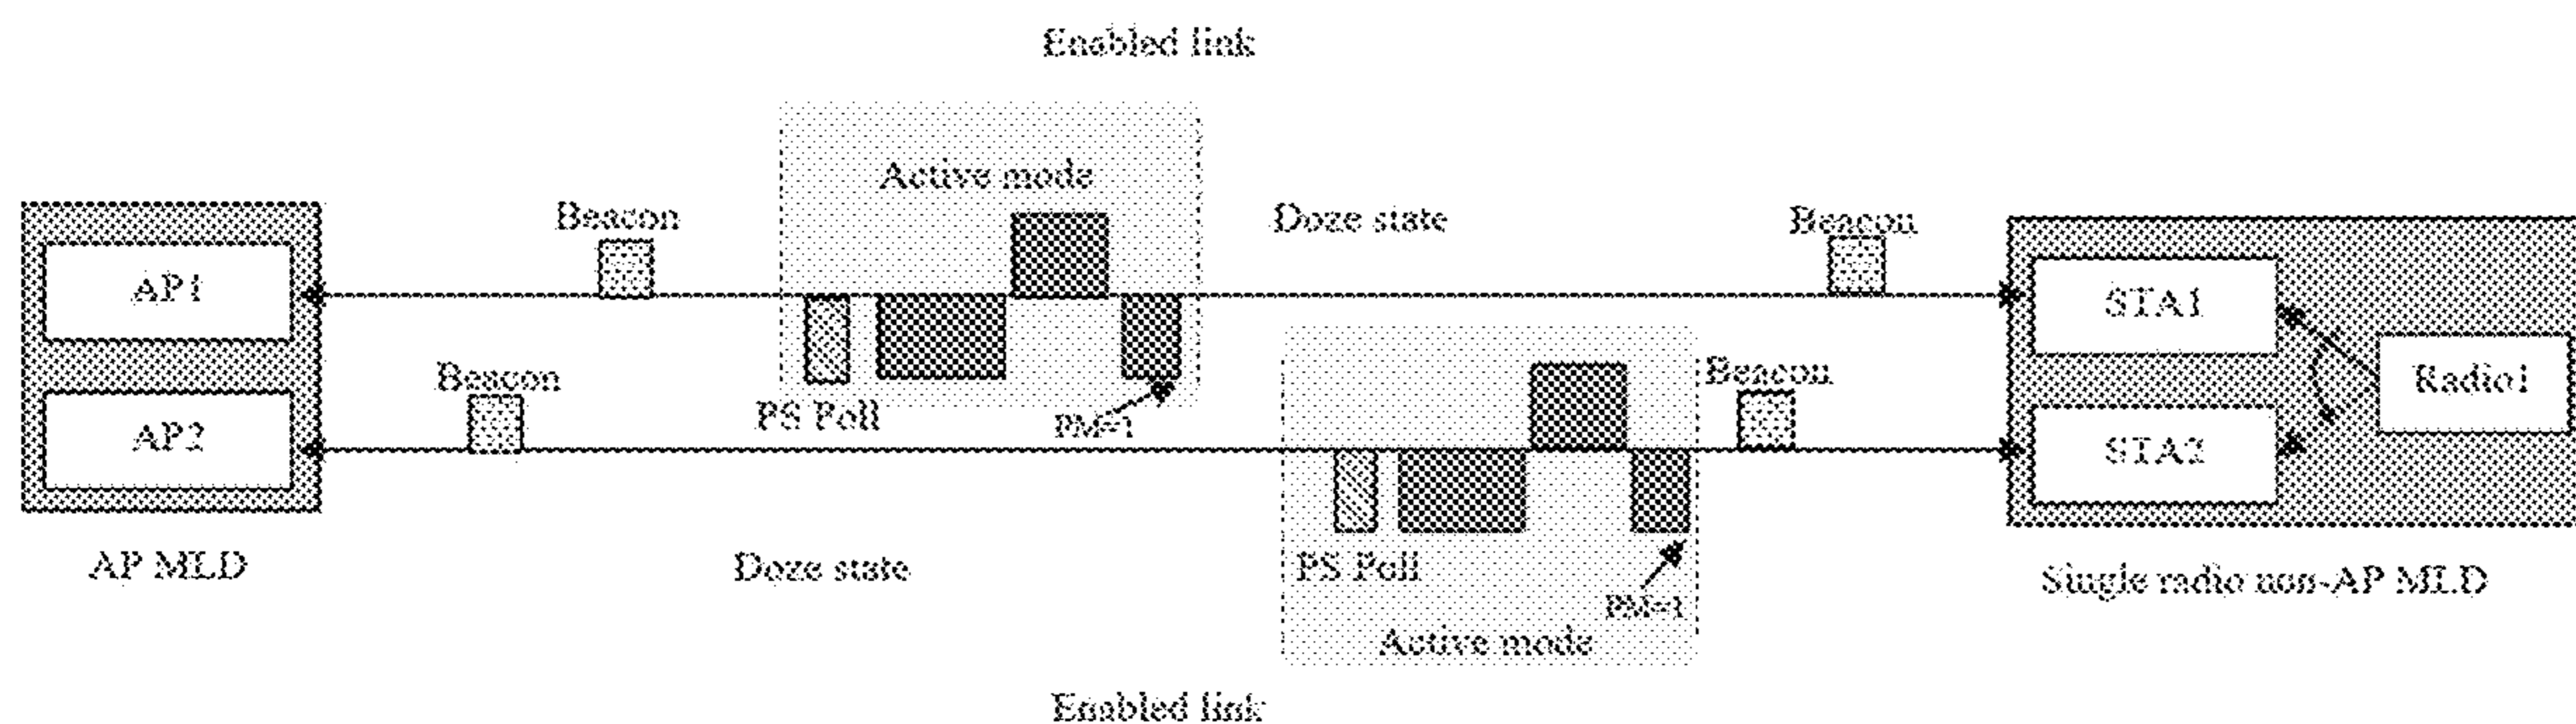 Enabled link
Active mode
Beacon
Doze state
Beacon
AP1
STA1
Beacon
Beacon
Radio1
PS Poll
PM=1
AP2
STA2
AP MLD
Doze state
PS Poll
Single radio non-AP MLD
PM=1
Active mode
Enabled link